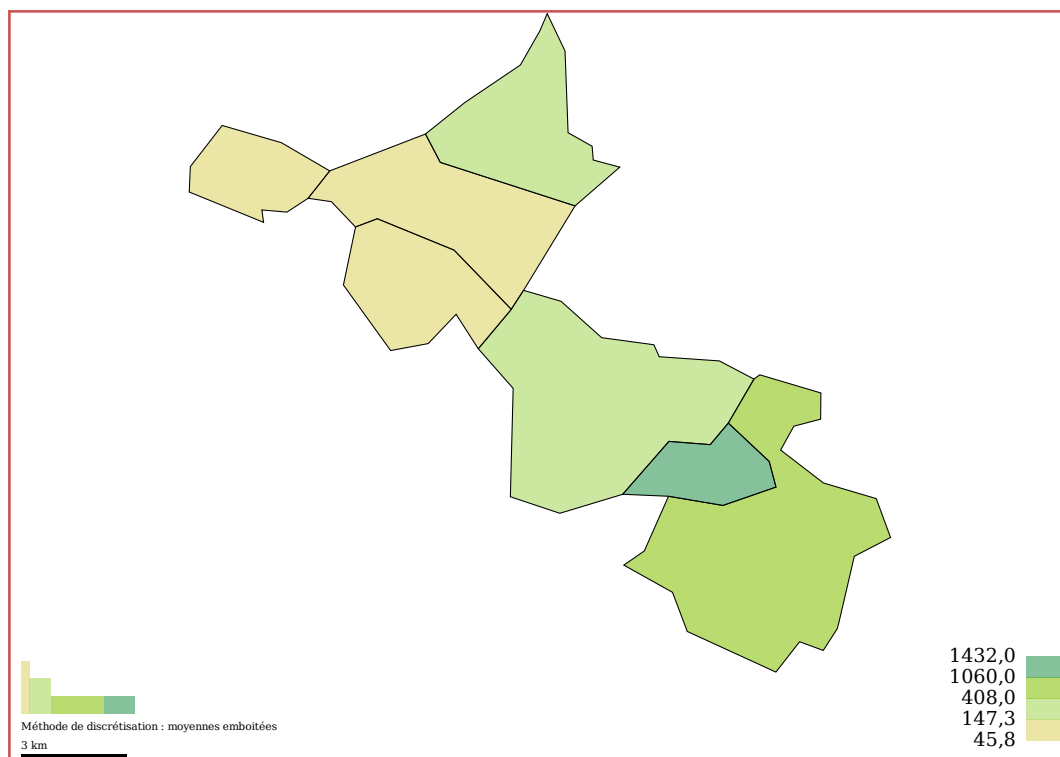 1432,0
1060,0
408,0
147,3
45,8
Méthode de discrétisation : moyennes emboitées
3 km